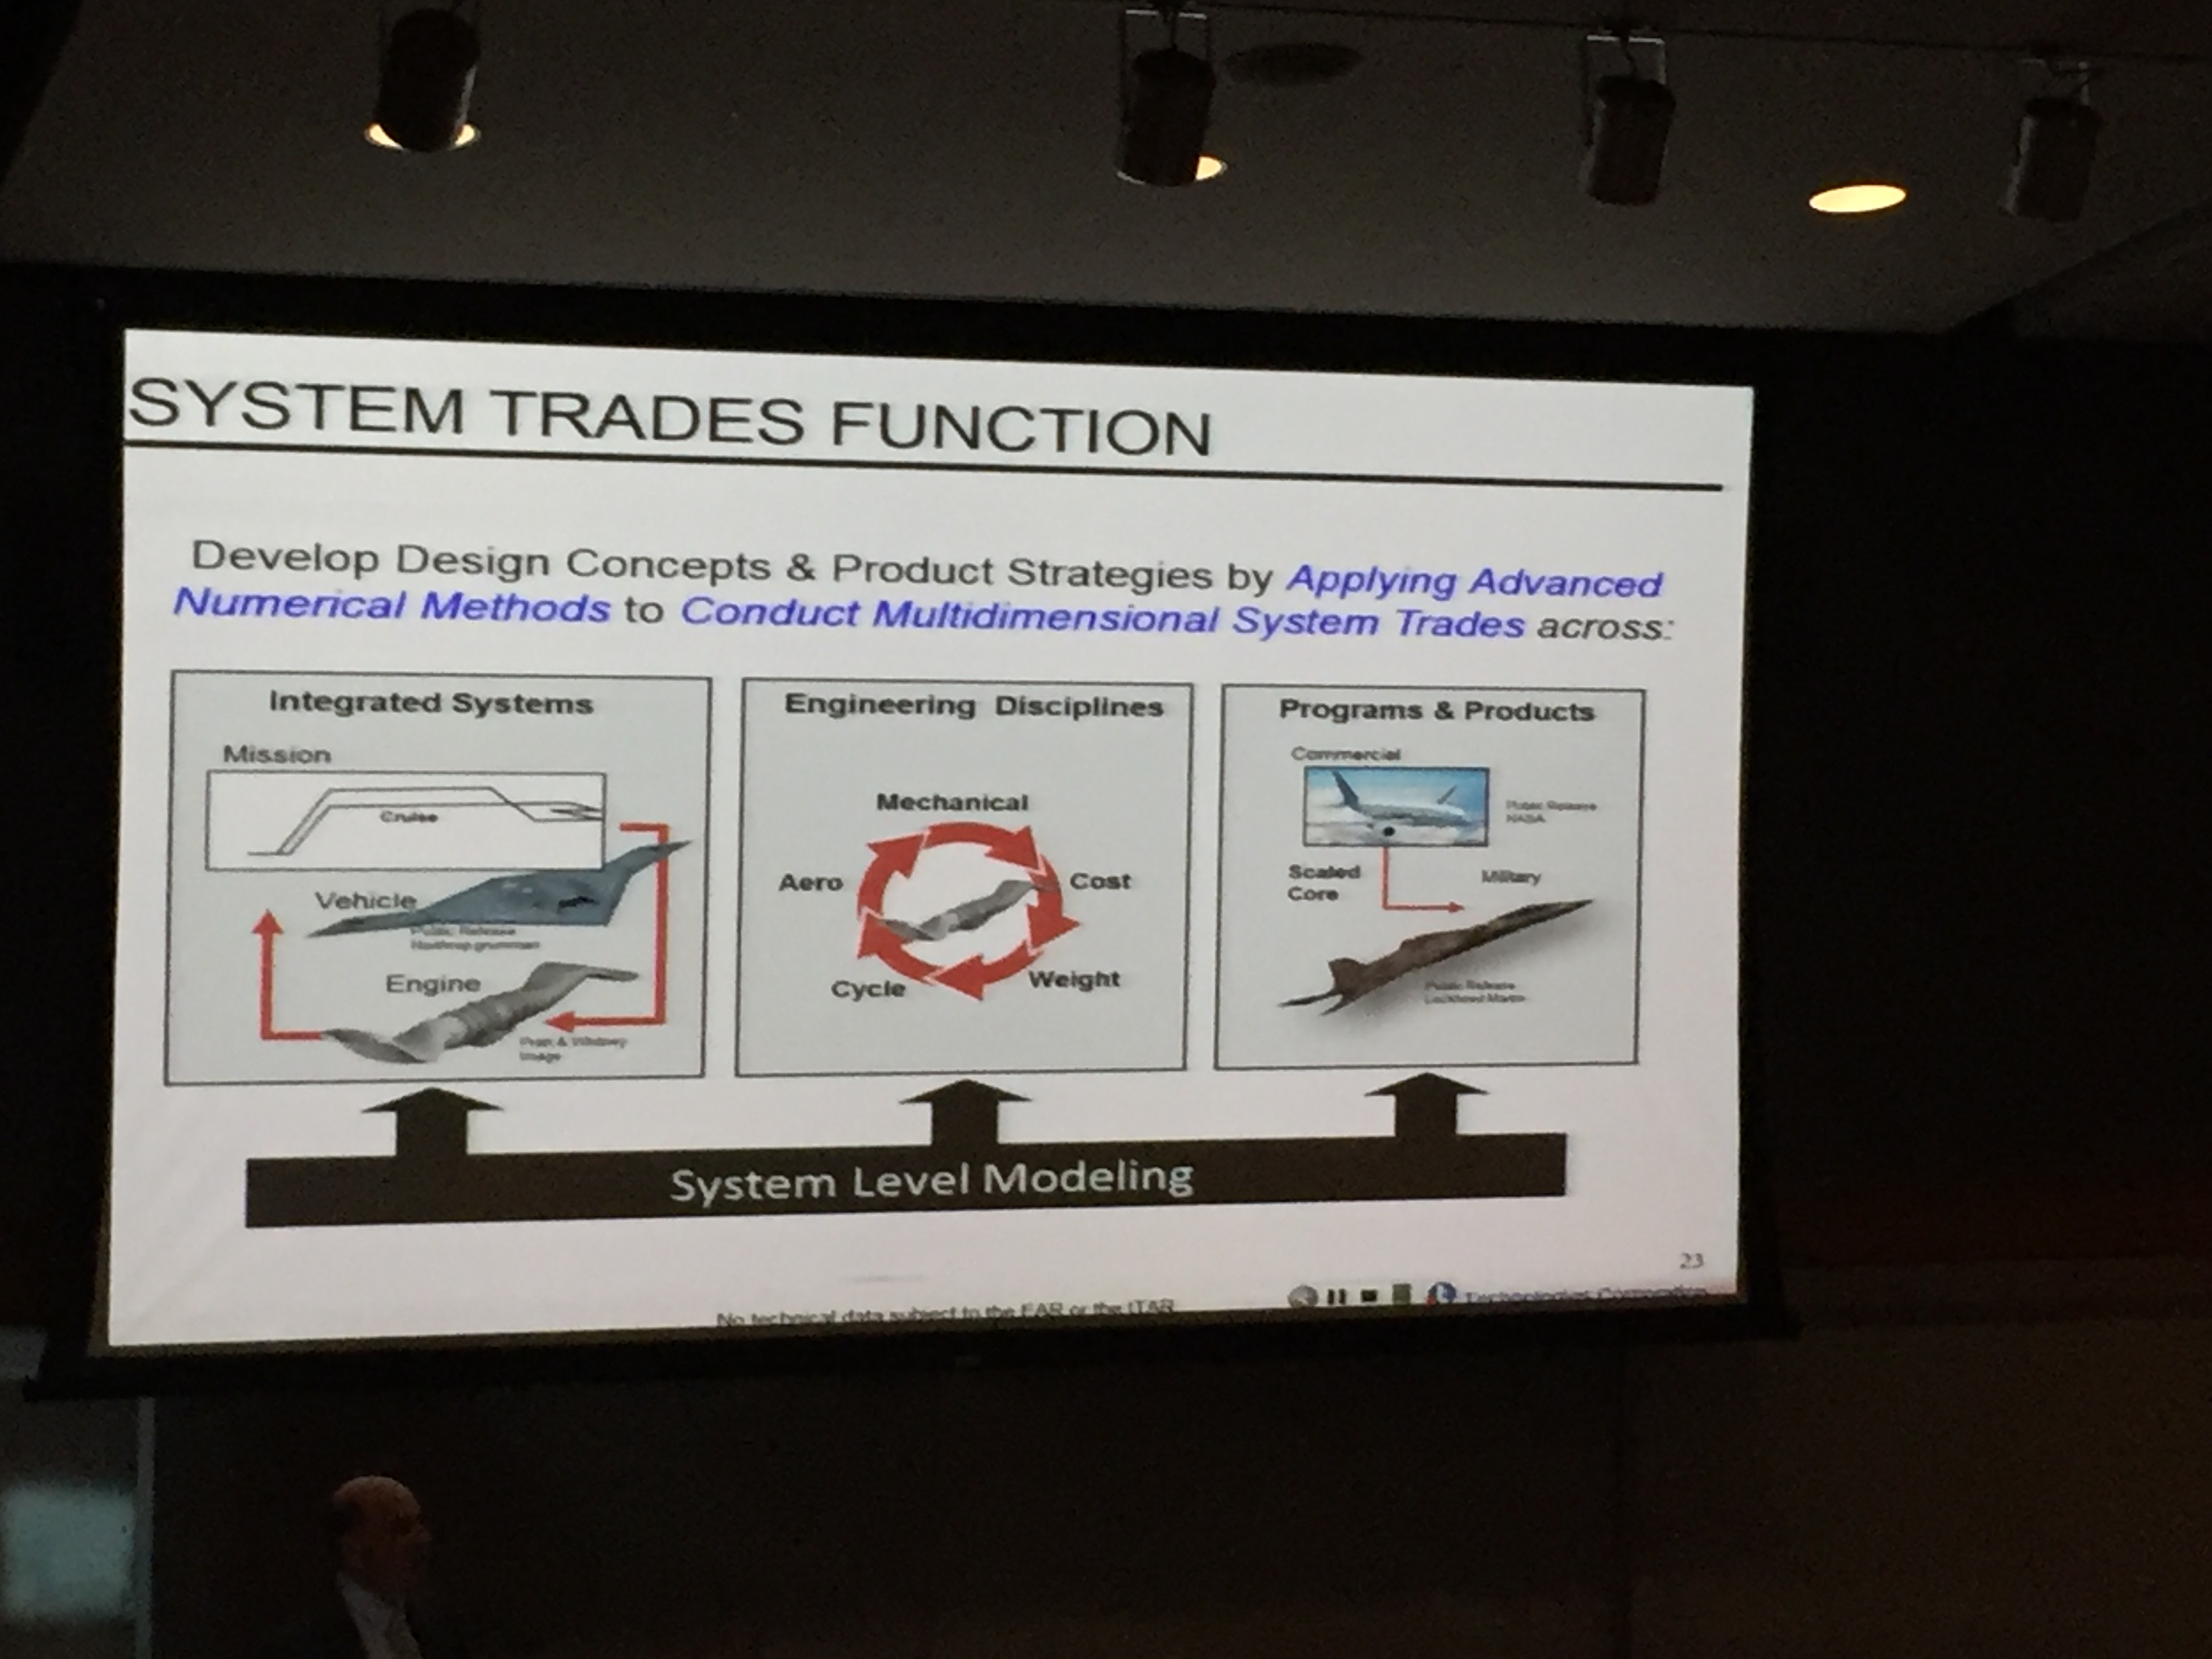 SYSTEM TRADES FUNCTION
Develop Design Concepts & Product Strategies by Applying Advanced
Numerical Methods to Conduct Multidimensional System Trades across:
Integrated Systems
Mission
Cruise
Vehicle
Public Release
Northrop grumman
Engine
Pratt & Whitney
Image
Engineering Disciplines
Mechanical
Aero
Cost
Cycle
Weight
Programs & Products
Commercial
Public Release
NASA
Scaled
Core
Military
Public Release
Lockheed Martin
System Level Modeling
23
No technical data subject to the EAR or the ITAR
Technologies Corporation